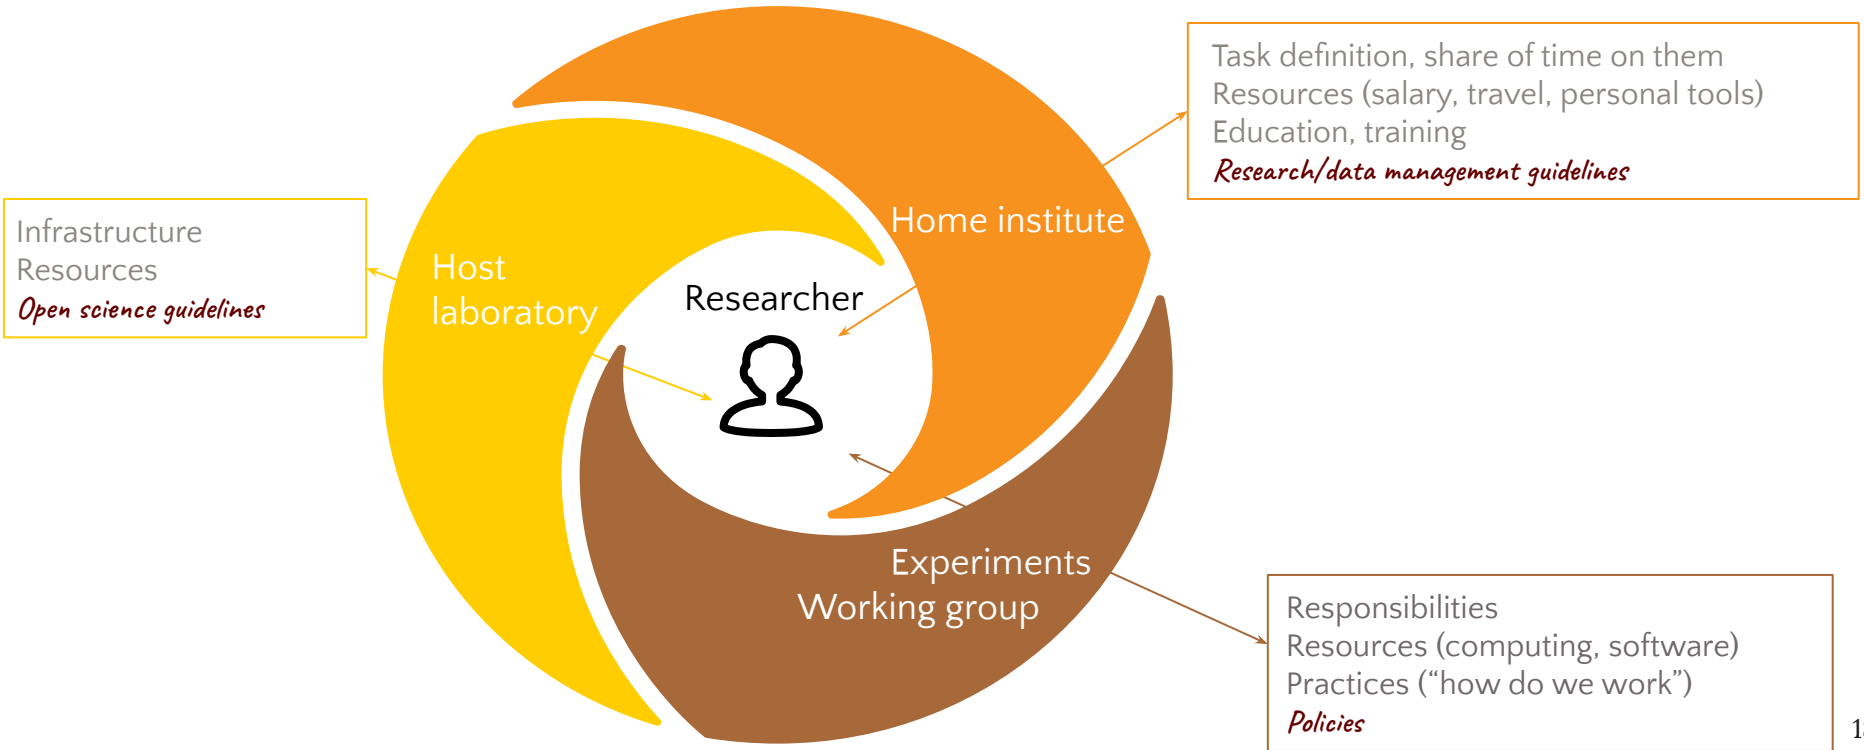 Task definition, share of time on them
Resources (salary, travel, personal tools)
Education, training
Research/data management guidelines
Home institute
Infrastructure
Resources
Open science guidelines
Host
laboratory
Researcher
Experiments
Working group
Responsibilities
Resources (computing, software)
Practices (“how do we work”)
Policies